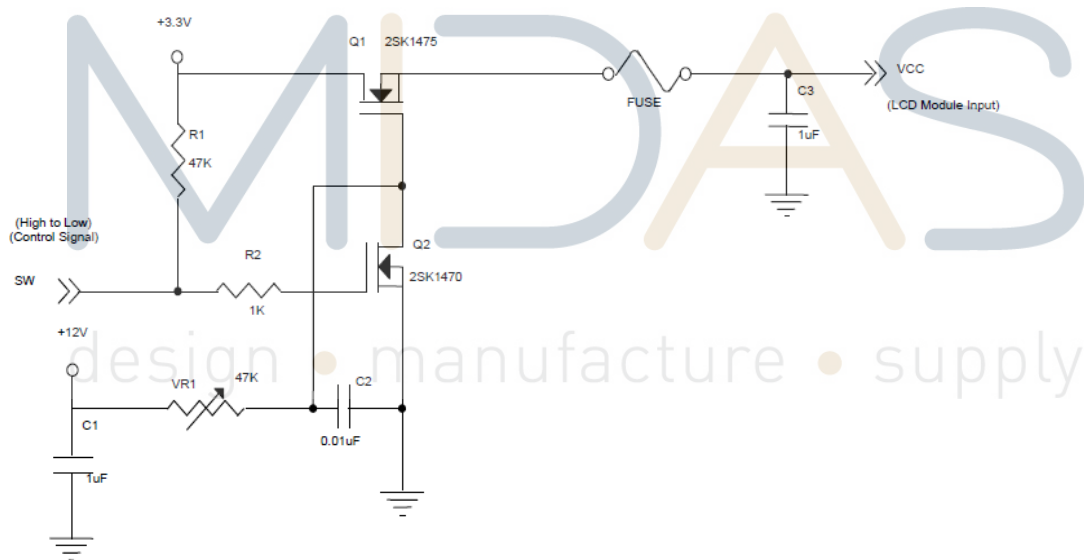 MIDAS
+3.3V
Q1
2SK1475
VCC
C3
FUSE
(LCD Module Input)
1uF
R1
47K
(High to Low)
(Control Signal)
R2
Q2
SW
2SK1470
1K
+12V
design • manufacture • supply
VR1
47K
C2
C1
0.01uF
1uF